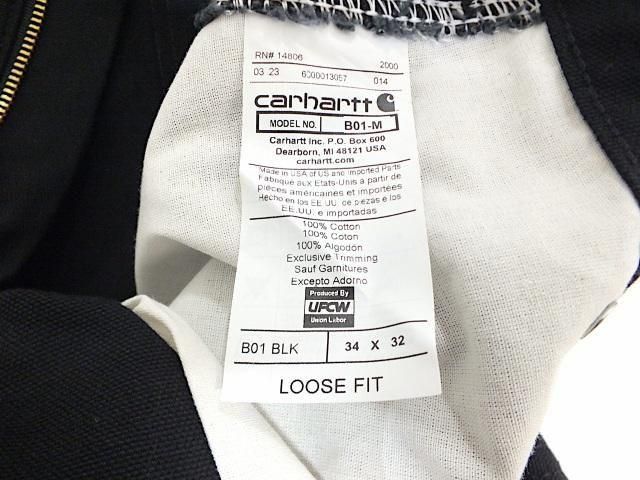 RN# 14806 2000
03 23 6000013057 014
carhartt
MODEL NO. B01-M
Carhartt Inc. P.O. Box 600
Dearborn, MI 48121 USA
carhartt.com
Made in USA of US and Imported Parts
Fabriqué aux Etats-Unis a partir de
pièces américaines et importées
Hecho en los EE.UU. de piezas e los
EE.UU. e importadas
100% Cotton
100% Coton
100% Algodón
Exclusive Trimming
Sauf Garnitures
Excepto Adorno
Produced By
UFCW
Union Labor
B01 BLK 34 X 32
LOOSE FIT